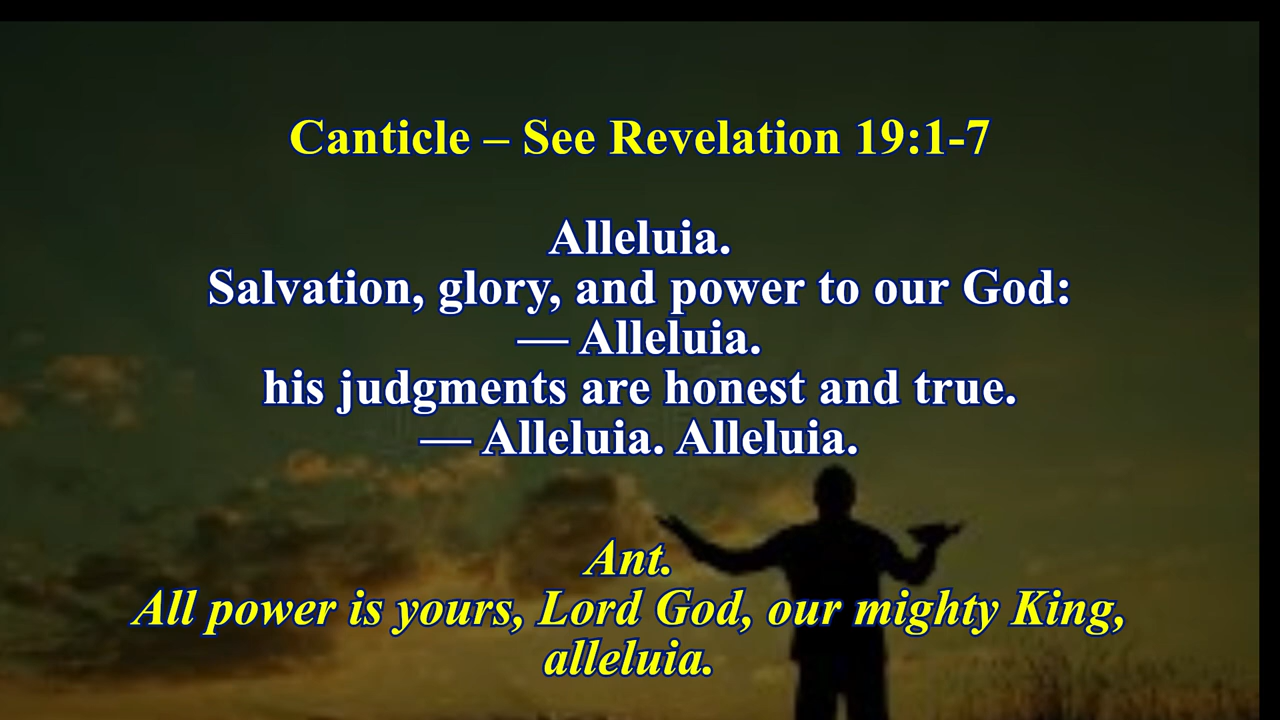 Canticle – See Revelation 19:1-7
Alleluia.
Salvation, glory, and power to our God:
— Alleluia.
his judgments are honest and true.
— Alleluia. Alleluia.
Ant.
All power is yours, Lord God, our mighty King,
alleluia.